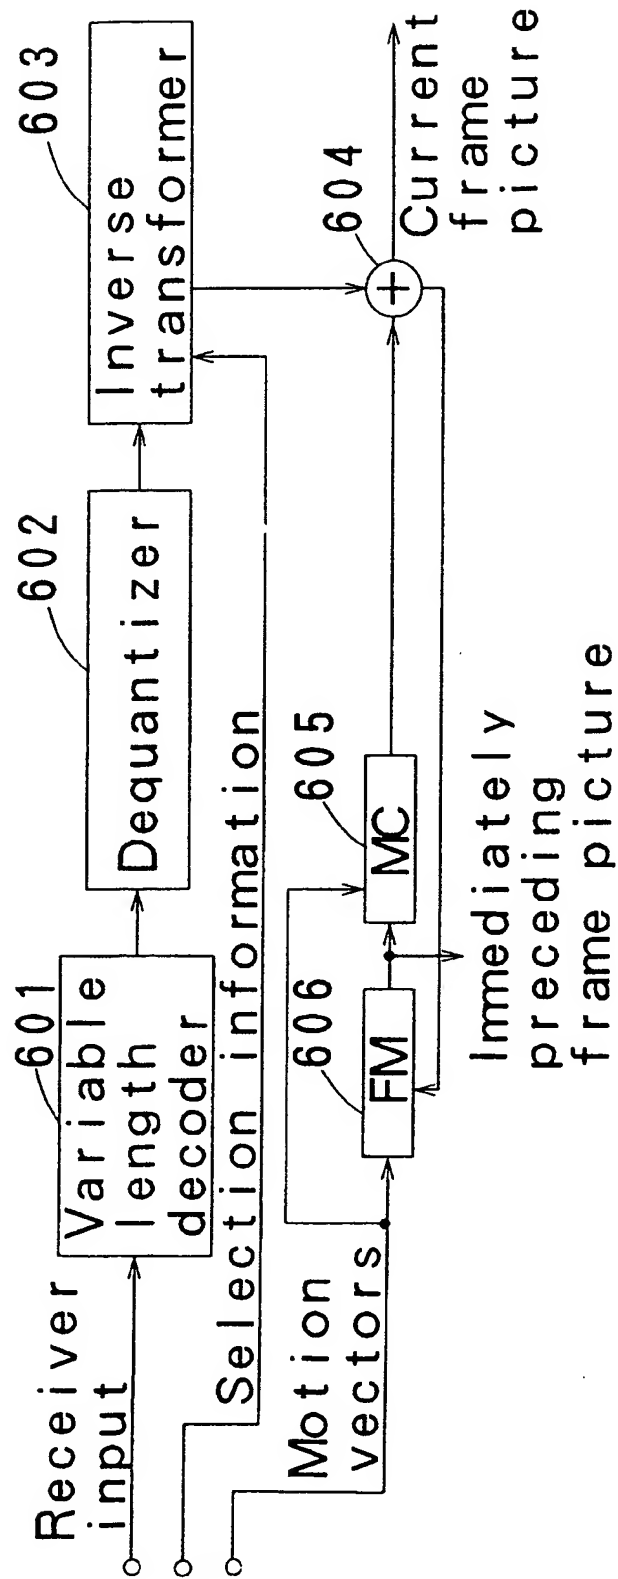 601
602
603
Receiver
input
Variable
length
decoder
Dequantizer
Inverse
transformer
Selection information
Motion
vectors
606
605
604
FM
MC
+
Current
frame
picture
Immediately
preceding
frame picture